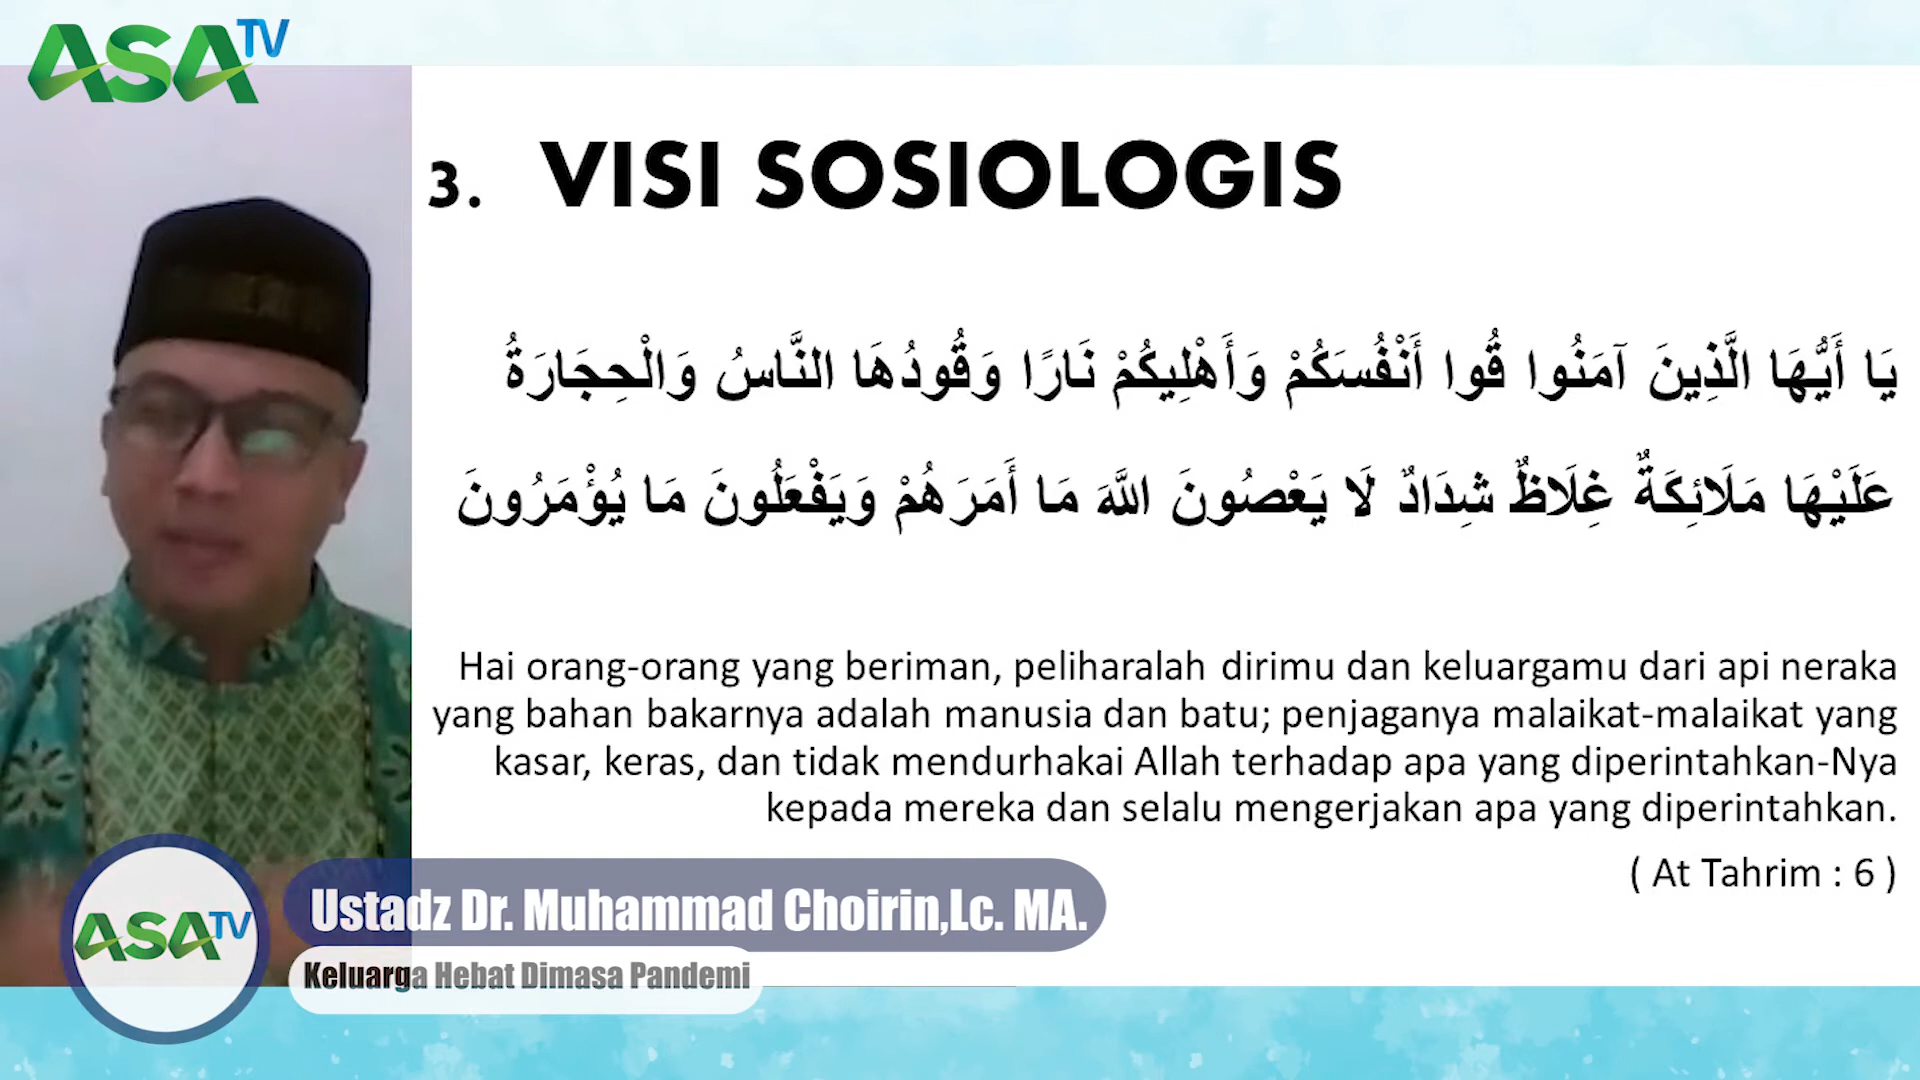 ASA TV
3. VISI SOSIOLOGIS
يَا أَيُّهَا الَّذِينَ آمَنُوا قُوا أَنْفُسَكُمْ وَأَهْلِيكُمْ نَارًا وَقُودُهَا النَّاسُ وَالْحِجَارَةُ
عَلَيْهَا مَلَائِكَةٌ غِلَاظٌ شِدَادٌ لَا يَعْصُونَ اللَّهَ مَا أَمَرَهُمْ وَيَفْعَلُونَ مَا يُؤْمَرُونَ
Hai orang-orang yang beriman, peliharalah dirimu dan keluargamu dari api neraka
yang bahan bakarnya adalah manusia dan batu; penjaganya malaikat-malaikat yang
kasar, keras, dan tidak mendurhakai Allah terhadap apa yang diperintahkan-Nya
kepada mereka dan selalu mengerjakan apa yang diperintahkan.
( At Tahrim : 6 )
ASA TV
Ustadz Dr. Muhammad Choirin,Lc. MA.
Keluarga Hebat Dimasa Pandemi